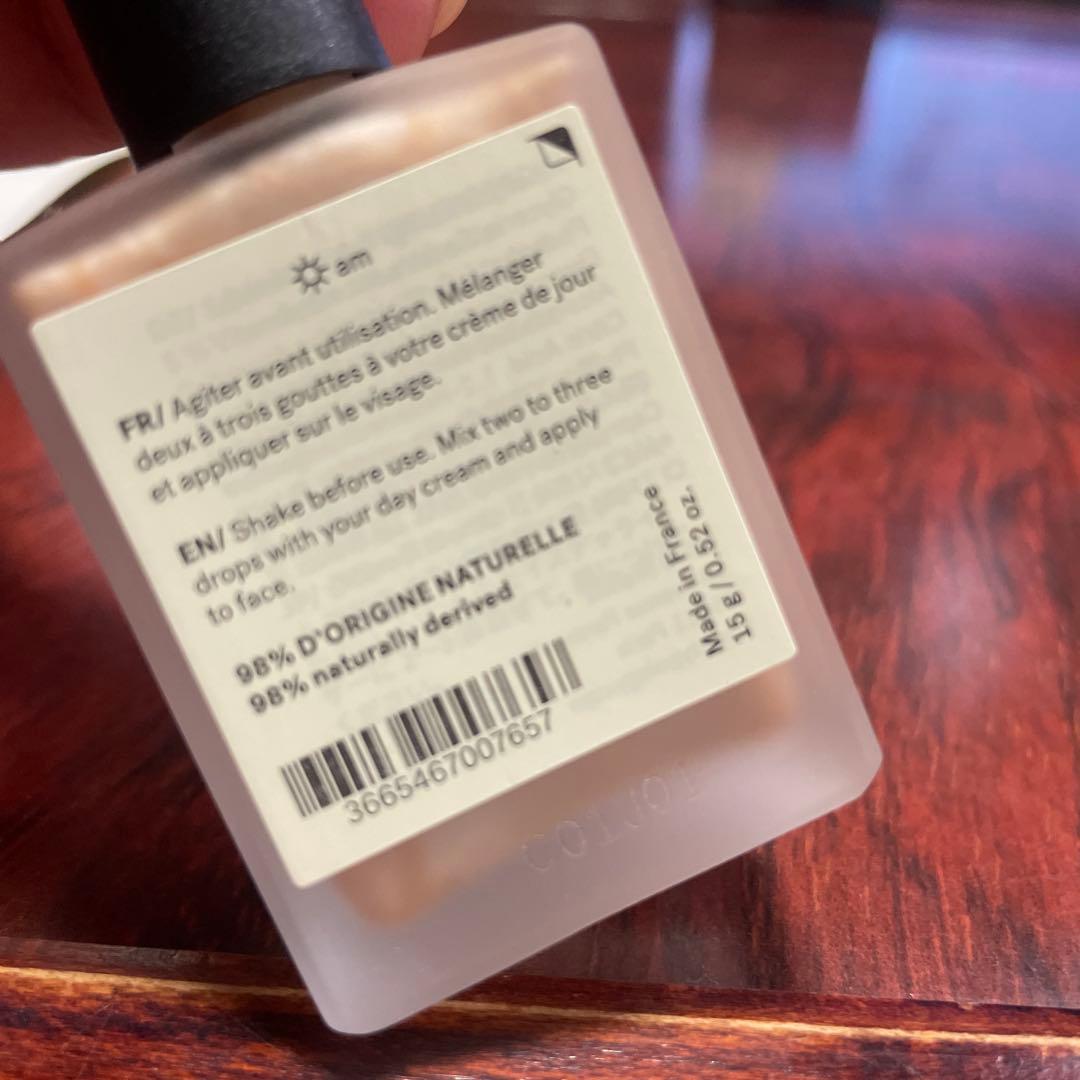 am
FR/ Agiter avant utilisation. Mélanger
deux à trois gouttes à votre crème de jour
et appliquer sur le visage.
EN/ Shake before use. Mix two to three
drops with your day cream and apply
to face.
98% D'ORIGINE NATURELLE
98% naturally derived
3665467007657
Made in France
15 g / 0.52 oz.